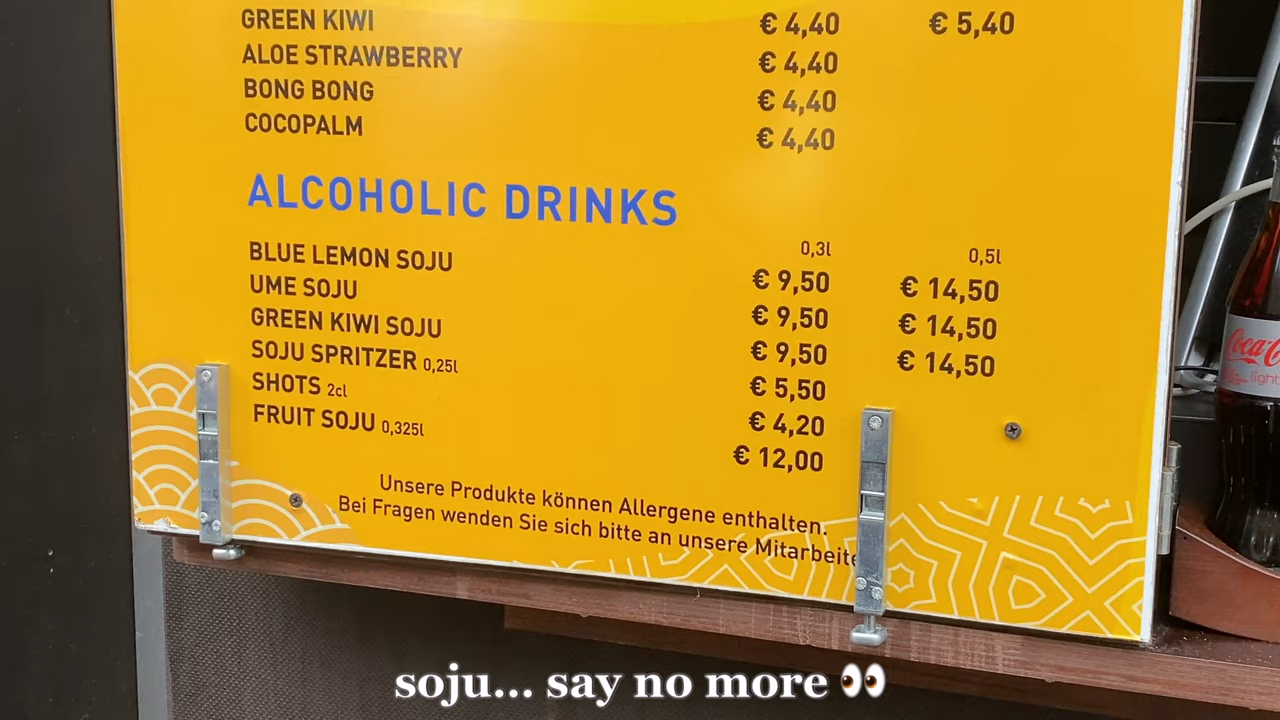 GREEN KIWI € 4,40 € 5,40
ALOE STRAWBERRY € 4,40
BONG BONG € 4,40
COCOPALM € 4,40
ALCOHOLIC DRINKS
0,3l 0,5l
BLUE LEMON SOJU € 9,50 € 14,50
UME SOJU € 9,50 € 14,50
GREEN KIWI SOJU € 9,50 € 14,50
SOJU SPRITZER 0,25l € 5,50
SHOTS 2cl € 4,20
FRUIT SOJU 0,325l € 12,00
Unsere Produkte können Allergene enthalten.
Bei Fragen wenden Sie sich bitte an unsere Mitarbeite
Coca-C
light
soju... say no more 👀